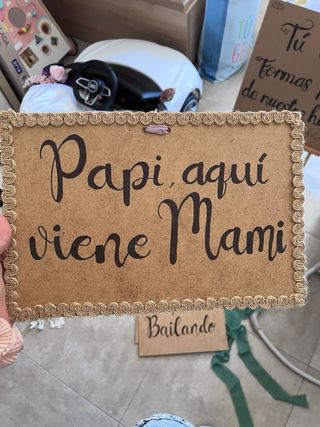 Papi, aquí
viene Mami
Bailando
Tú
formas
de nuestra